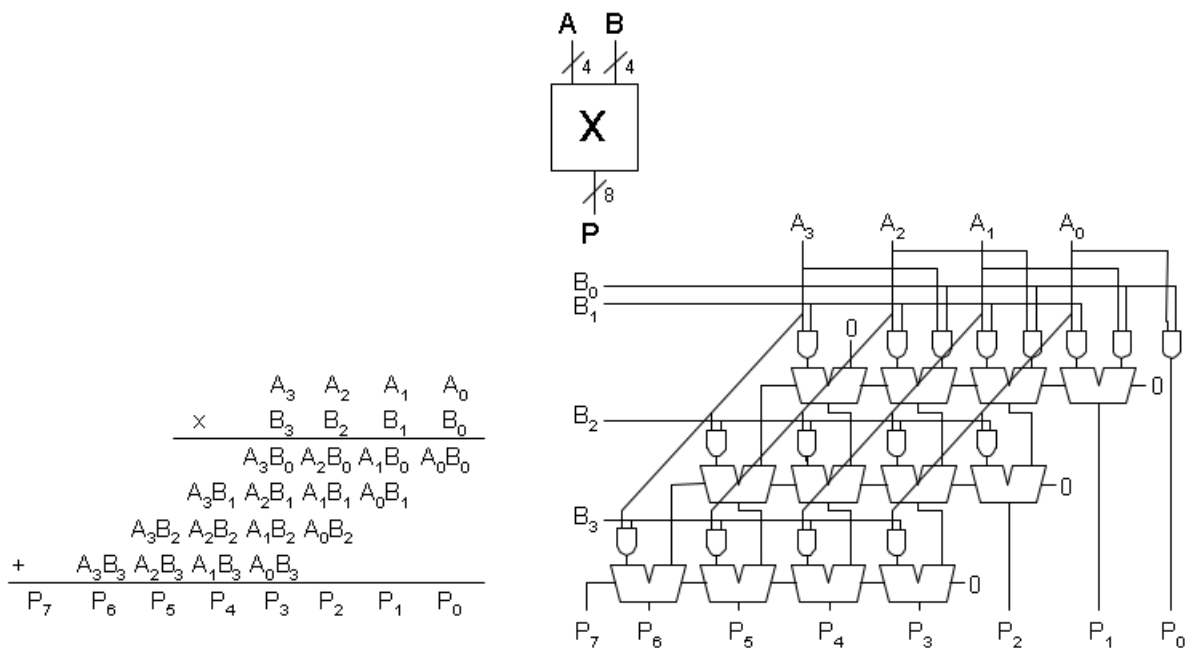 A B
4 4
X
8
P
A₃ A₂ A₁ A₀
B₀
B₁
0
0
B₂
0
B₃
0
P₇ P₆ P₅ P₄ P₃ P₂ P₁ P₀
A₃ A₂ A₁ A₀
x B₃ B₂ B₁ B₀
A₃B₀ A₂B₀ A₁B₀ A₀B₀
A₃B₁ A₂B₁ A₁B₁ A₀B₁
A₃B₂ A₂B₂ A₁B₂ A₀B₂
+ A₃B₃ A₂B₃ A₁B₃ A₀B₃
P₇ P₆ P₅ P₄ P₃ P₂ P₁ P₀